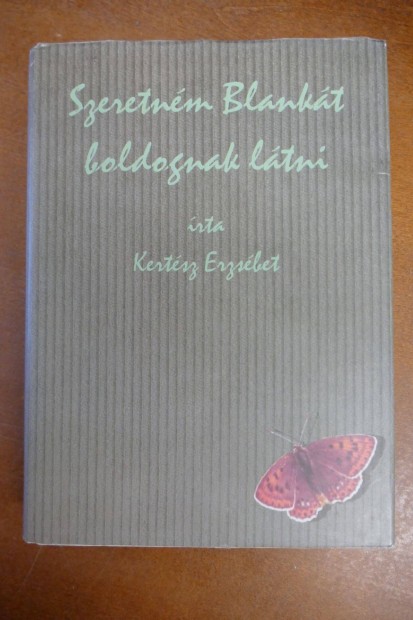 Szeretném Blankát
boldognak látni
írta
Kertész Erzsébet